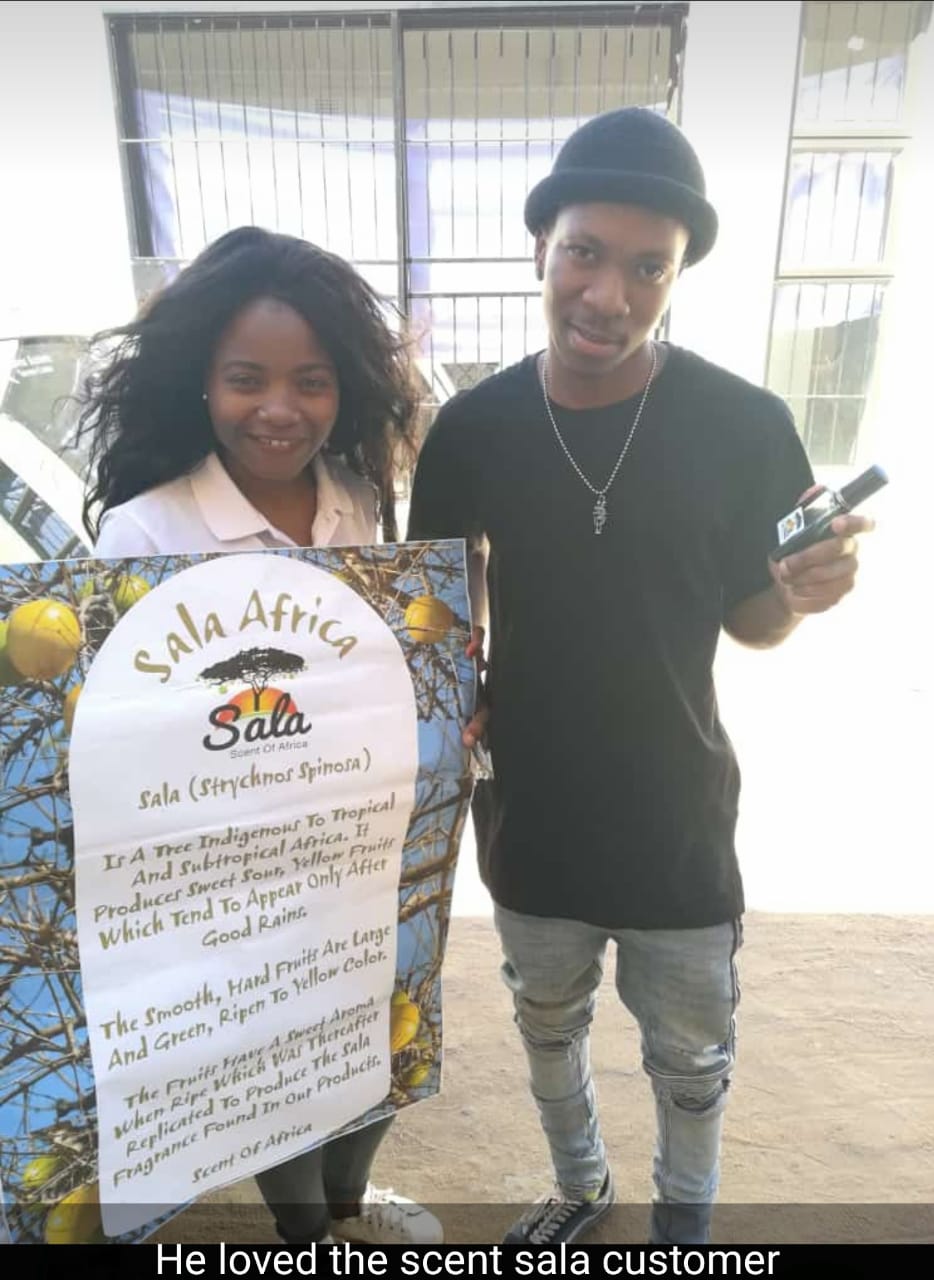 Sala Africa
Sala
Scent Of Africa
Sala (Strychnos Spinosa)
Is A Tree Indigenous To Tropical
And Subtropical Africa. It
Produces Sweet Sour, Yellow Fruits
Which Tend To Appear Only After
Good Rains.
The Smooth, Hard Fruits Are Large
And Green, Ripen To Yellow Color.
The Fruits Have A Sweet Aroma
When Ripe Which Was Thereafter
Replicated To Produce The Sala
Fragrance Found In Our Products.
Scent Of Africa
He loved the scent sala customer